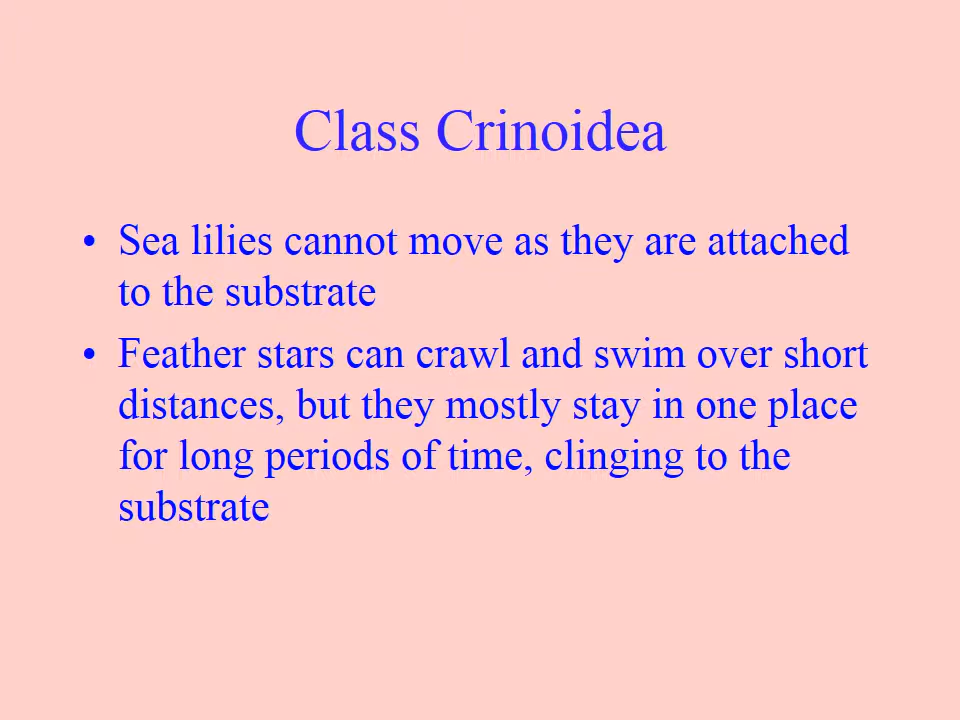 Class Crinoidea
• Sea lilies cannot move as they are attached
to the substrate
• Feather stars can crawl and swim over short
distances, but they mostly stay in one place
for long periods of time, clinging to the
substrate